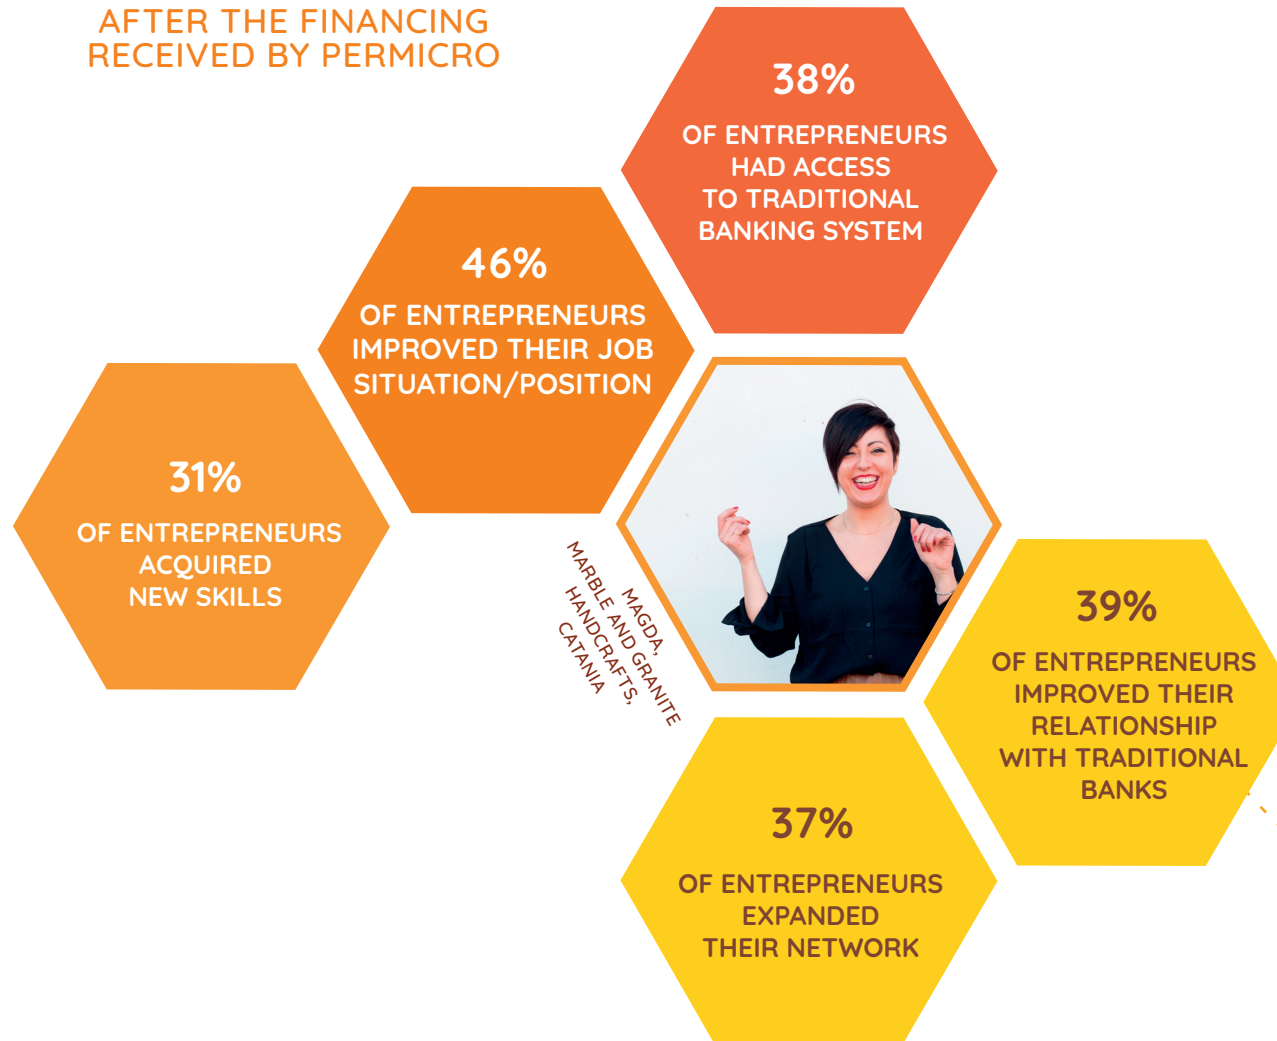 AFTER THE FINANCING
RECEIVED BY PERMICRO
38%
OF ENTREPRENEURS
HAD ACCESS
TO TRADITIONAL
BANKING SYSTEM
46%
OF ENTREPRENEURS
IMPROVED THEIR JOB
SITUATION/POSITION
31%
OF ENTREPRENEURS
ACQUIRED
NEW SKILLS
MAGDA,
MARBLE AND GRANITE
HANDCRAFTS,
CATANIA
39%
OF ENTREPRENEURS
IMPROVED THEIR
RELATIONSHIP
WITH TRADITIONAL
BANKS
37%
OF ENTREPRENEURS
EXPANDED
THEIR NETWORK